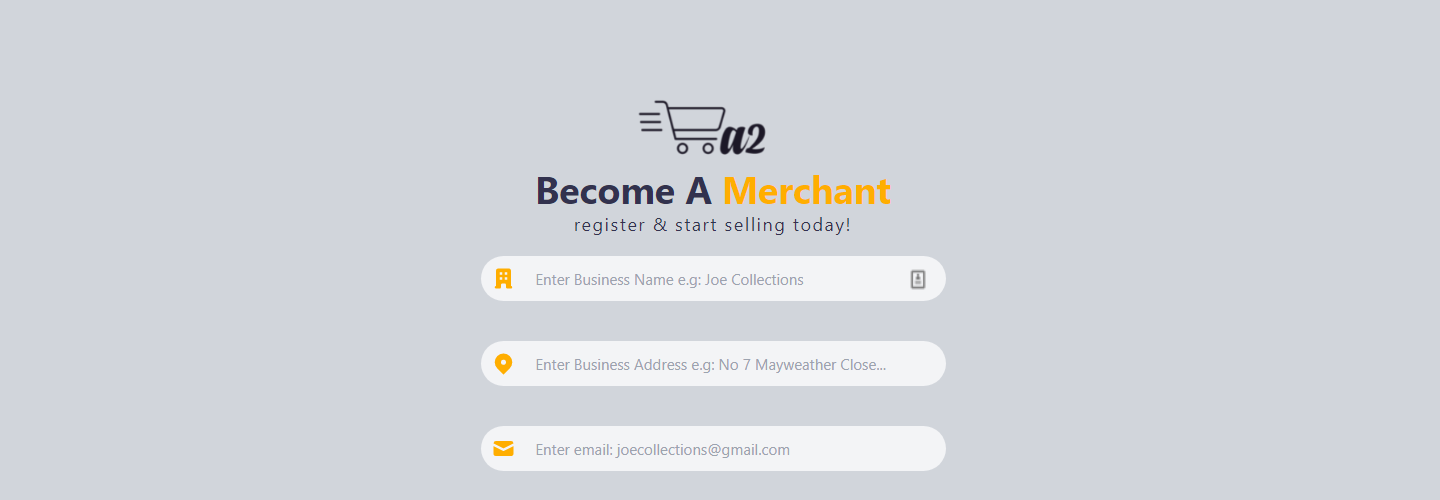 a2
Become A Merchant
register & start selling today!
Enter Business Name e.g: Joe Collections
Enter Business Address e.g: No 7 Mayweather Close...
Enter email: joecollections@gmail.com